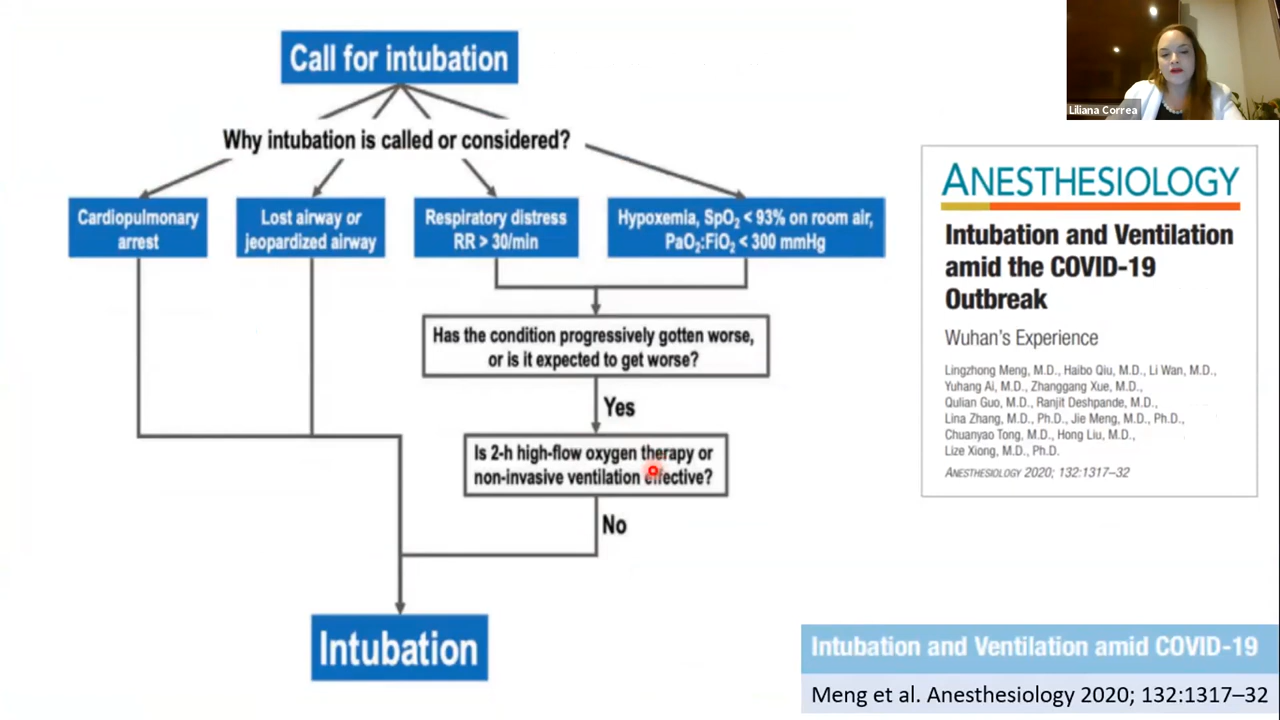 Call for intubation
Why intubation is called or considered?
Cardiopulmonary
arrest
Lost airway or
jeopardized airway
Respiratory distress
RR > 30/min
Hypoxemia, SpO₂ < 93% on room air,
PaO₂:FiO₂ < 300 mmHg
Has the condition progressively gotten worse,
or is it expected to get worse?
Yes
Is 2-h high-flow oxygen therapy or
non-invasive ventilation effective?
No
Intubation
Liliana Correa
ANESTHESIOLOGY
Intubation and Ventilation
amid the COVID-19
Outbreak
Wuhan's Experience
Lingzhong Meng, M.D., Haibo Qiu, M.D., Li Wan, M.D.,
Yuhang Ai, M.D., Zhanggang Xue, M.D.,
Qulian Guo, M.D., Ranjit Deshpande, M.D.,
Lina Zhang, M.D., Ph.D., Jie Meng, M.D., Ph.D.,
Chuanyao Tong, M.D., Hong Liu, M.D.,
Lize Xiong, M.D., Ph.D.
ANESTHESIOLOGY 2020; 132:1317–32
Intubation and Ventilation amid COVID-19
Meng et al. Anesthesiology 2020; 132:1317–32